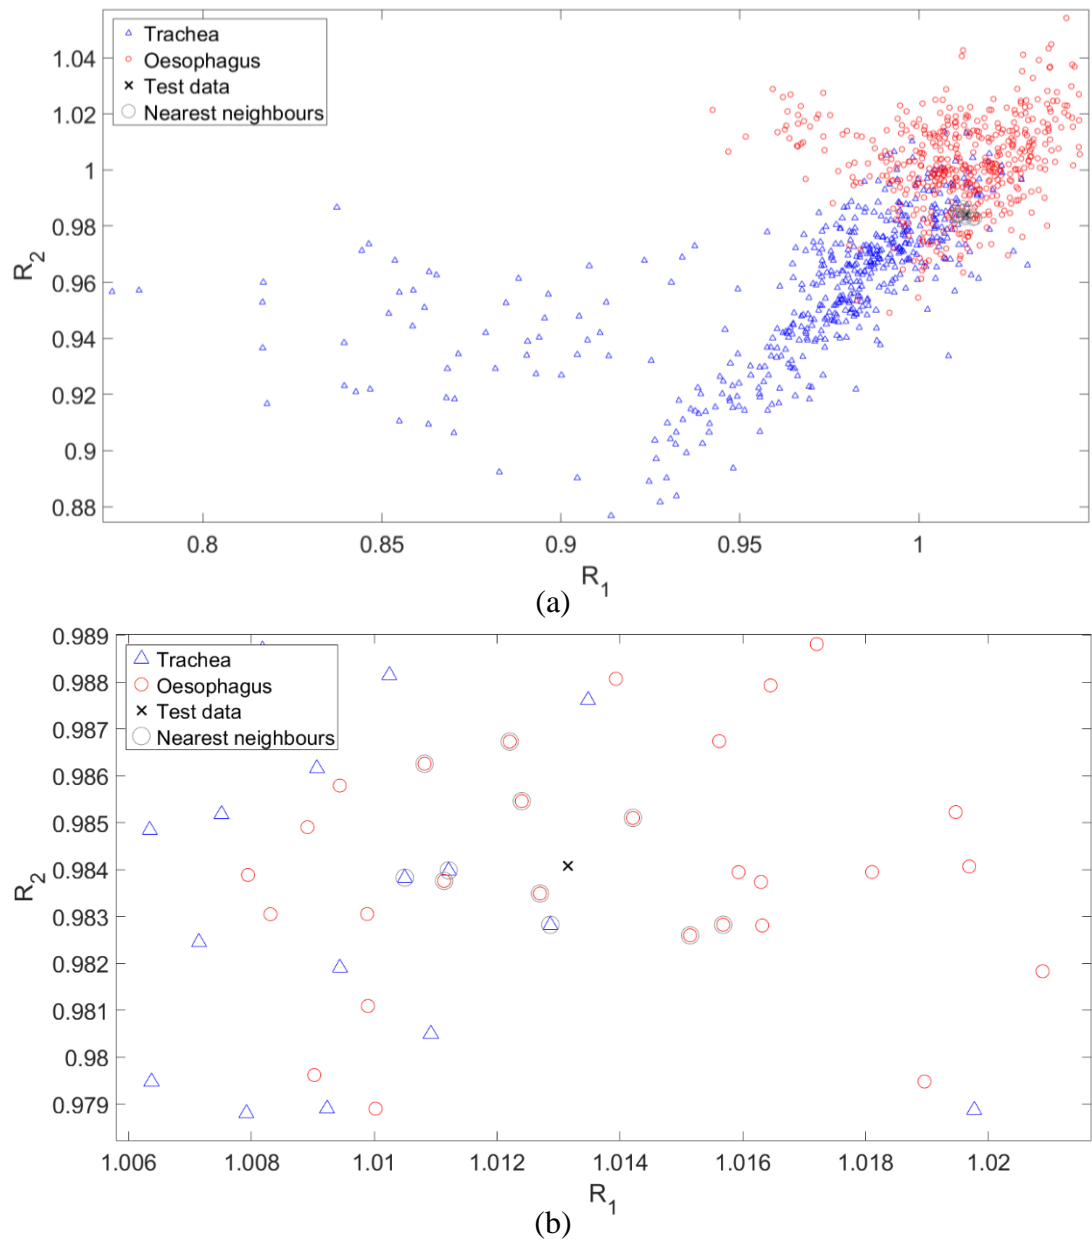 Trachea
Oesophagus
Test data
Nearest neighbours
1.04
1.02
1
0.98
0.96
0.94
0.92
0.9
0.88
R2
0.8 0.85 0.9 0.95 1
R1
(a)
Trachea
Oesophagus
Test data
Nearest neighbours
0.989
0.988
0.987
0.986
0.985
0.984
0.983
0.982
0.981
0.98
0.979
R2
1.006 1.008 1.01 1.012 1.014 1.016 1.018 1.02
R1
(b)